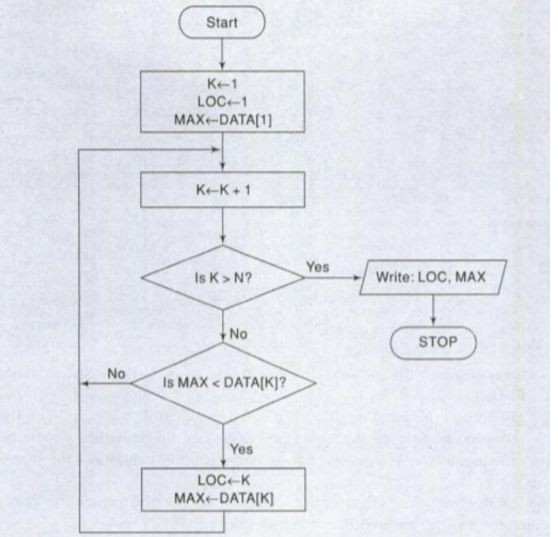 Start
K←1
LOC←1
MAX←DATA[1]
K←K + 1
Is K > N?
Yes
Write: LOC, MAX
STOP
No
Is MAX < DATA[K]?
No
Yes
LOC←K
MAX←DATA[K]